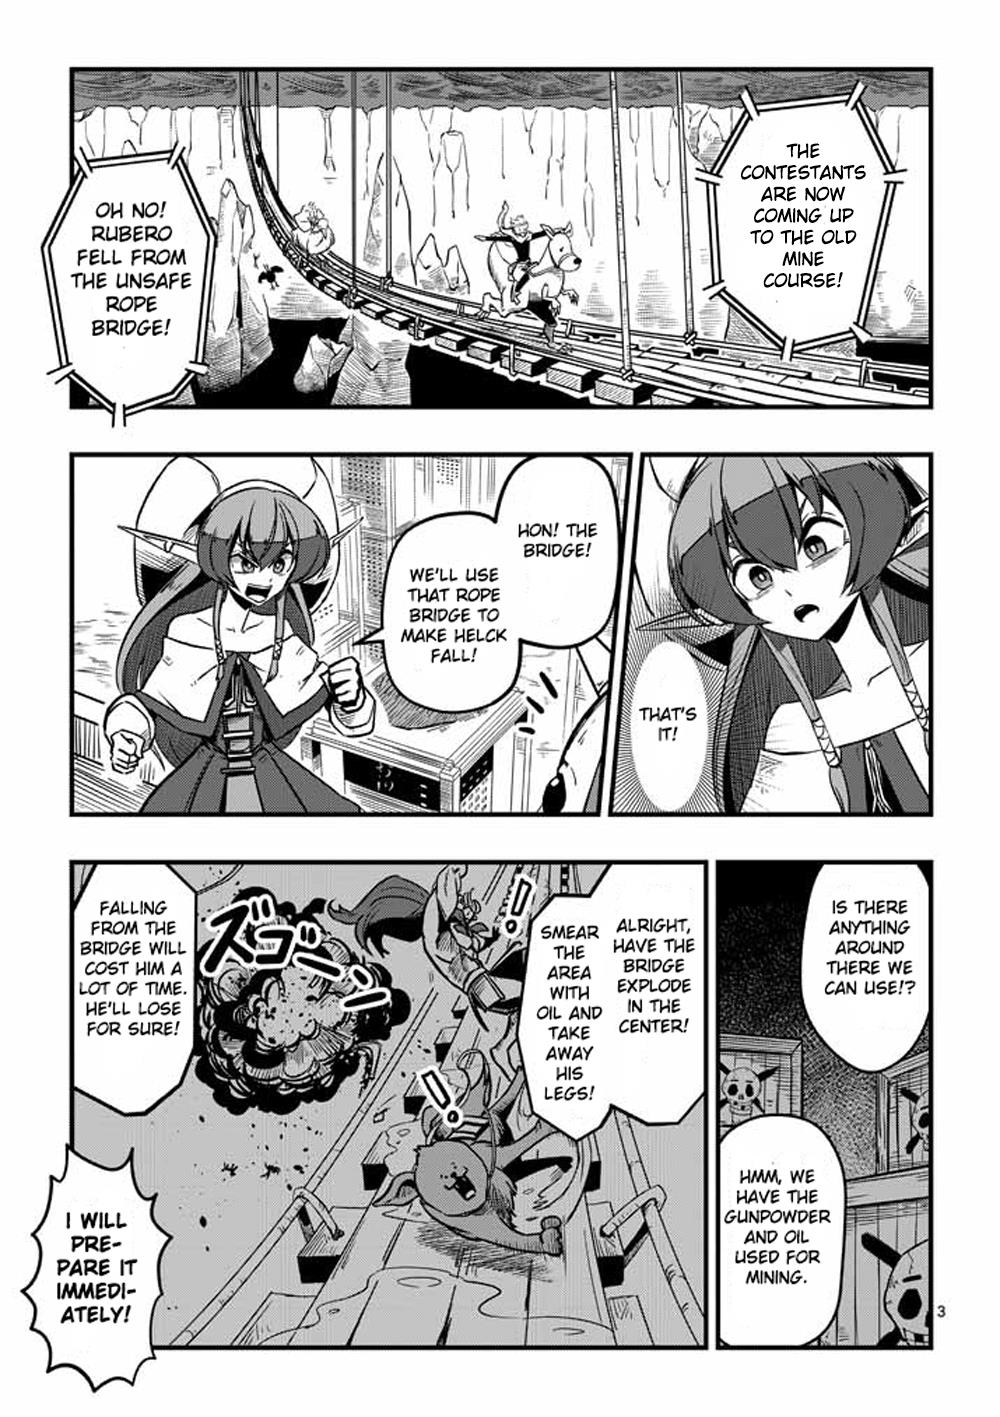 THE
CONTESTANTS
ARE NOW
COMING UP
TO THE OLD
MINE
COURSE!
OH NO!
RUBERO
FELL FROM
THE UNSAFE
ROPE
BRIDGE!
THAT'S
IT!
HON! THE
BRIDGE!
WE'LL USE
THAT ROPE
BRIDGE TO
MAKE HELCK
FALL!
IS THERE
ANYTHING
AROUND
THERE WE
CAN USE!?
HMM, WE
HAVE THE
GUNPOWDER
AND OIL
USED FOR
MINING.
ALRIGHT,
HAVE THE
BRIDGE
EXPLODE
IN THE
CENTER!
SMEAR
THE
AREA
WITH
OIL AND
TAKE
AWAY
HIS
LEGS!
!
!
ズゴーン
FALLING
FROM THE
BRIDGE WILL
COST HIM A
LOT OF TIME.
HE'LL LOSE
FOR SURE!
I WILL
PRE-
PARE IT
IMMEDI-
ATELY!
3